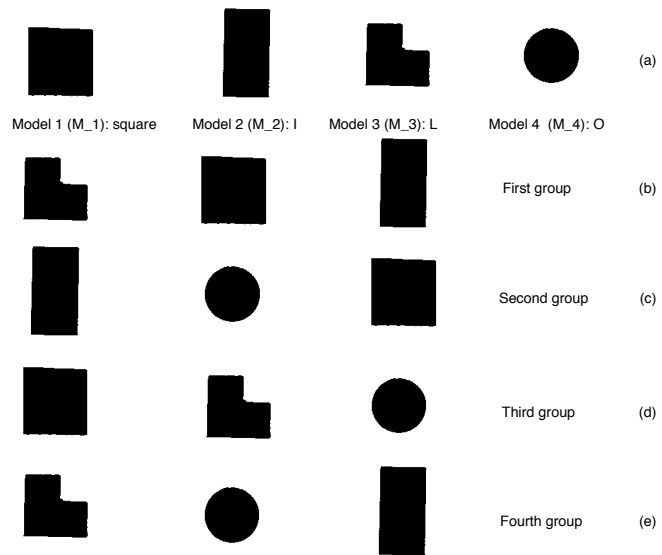 (a)
Model 1 (M_1): square Model 2 (M_2): I Model 3 (M_3): L Model 4 (M_4): O
First group (b)
Second group (c)
Third group (d)
Fourth group (e)